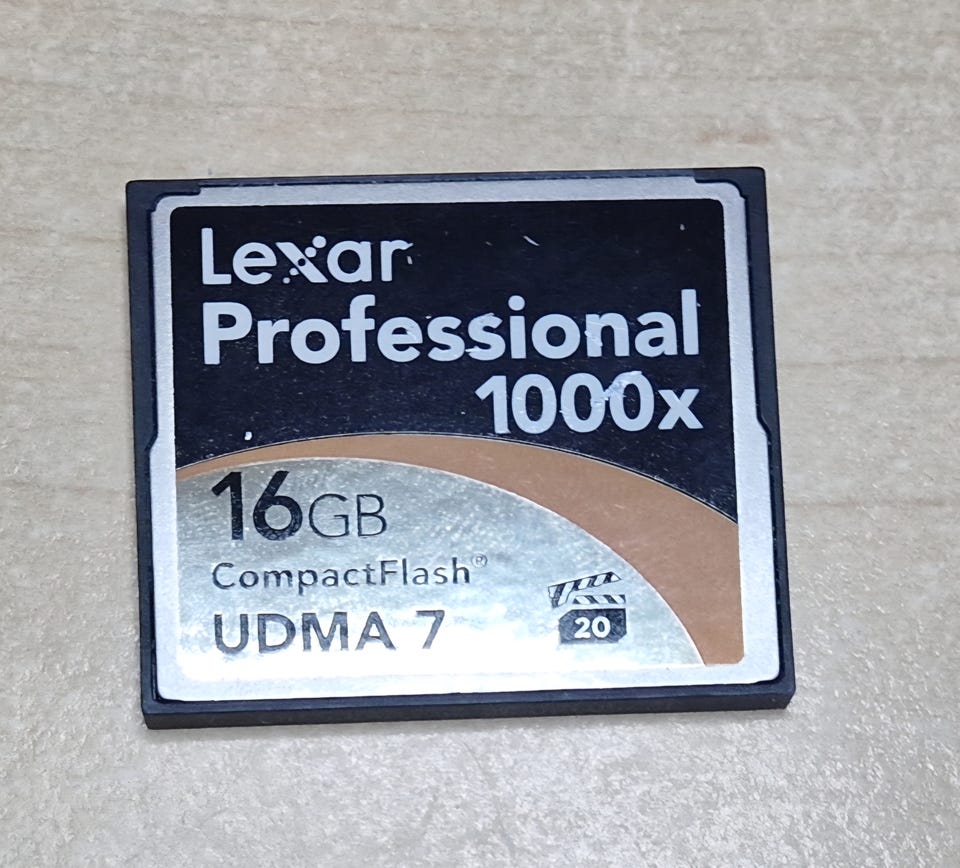 Lexar
Professional
1000x
16GB
CompactFlash®
UDMA 7
20